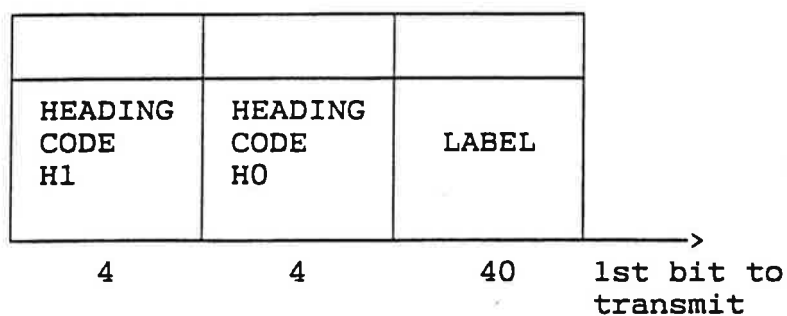 HEADING
CODE
H1
HEADING
CODE
H0
LABEL
4
4
40
1st bit to
transmit